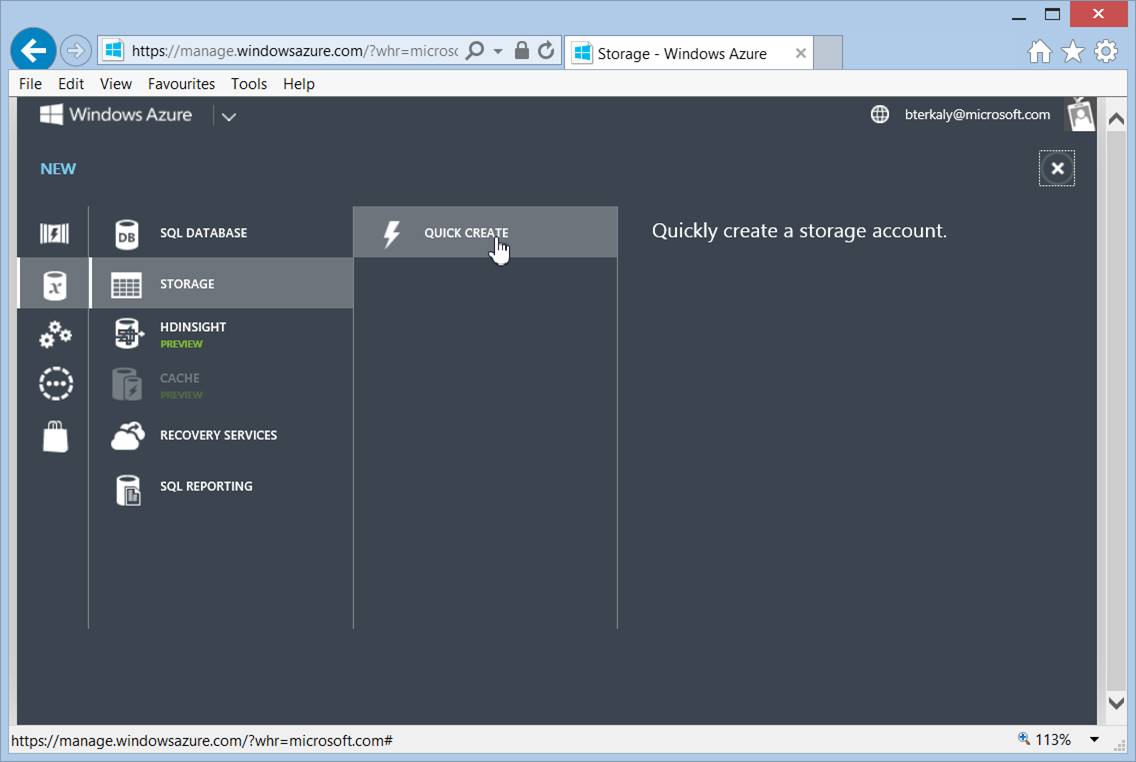 https://manage.windowsazure.com/?whr=micros
Storage - Windows Azure
File Edit View Favourites Tools Help
Windows Azure
bterkaly@microsoft.com
NEW
DB
SQL DATABASE
QUICK CREATE
Quickly create a storage account.
x
STORAGE
HDINSIGHT
PREVIEW
CACHE
PREVIEW
RECOVERY SERVICES
SQL REPORTING
https://manage.windowsazure.com/?whr=microsoft.com#
113%